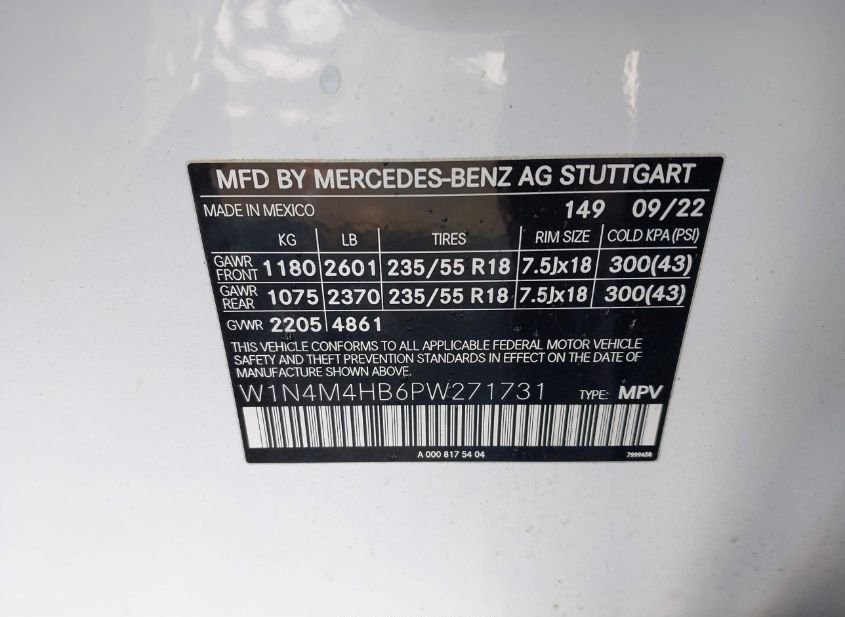 MFD BY MERCEDES-BENZ AG STUTTGART
MADE IN MEXICO 149 09/22
KG LB TIRES RIM SIZE COLD KPA (PSI)
GAWR FRONT 1180 2601 235/55 R18 7.5Jx18 300(43)
GAWR REAR 1075 2370 235/55 R18 7.5Jx18 300(43)
GVWR 2205 4861
THIS VEHICLE CONFORMS TO ALL APPLICABLE FEDERAL MOTOR VEHICLE
SAFETY AND THEFT PREVENTION STANDARDS IN EFFECT ON THE DATE OF
MANUFACTURE SHOWN ABOVE.
W1N4M4HB6PW271731 TYPE: MPV
A 000 817 54 04 7999458